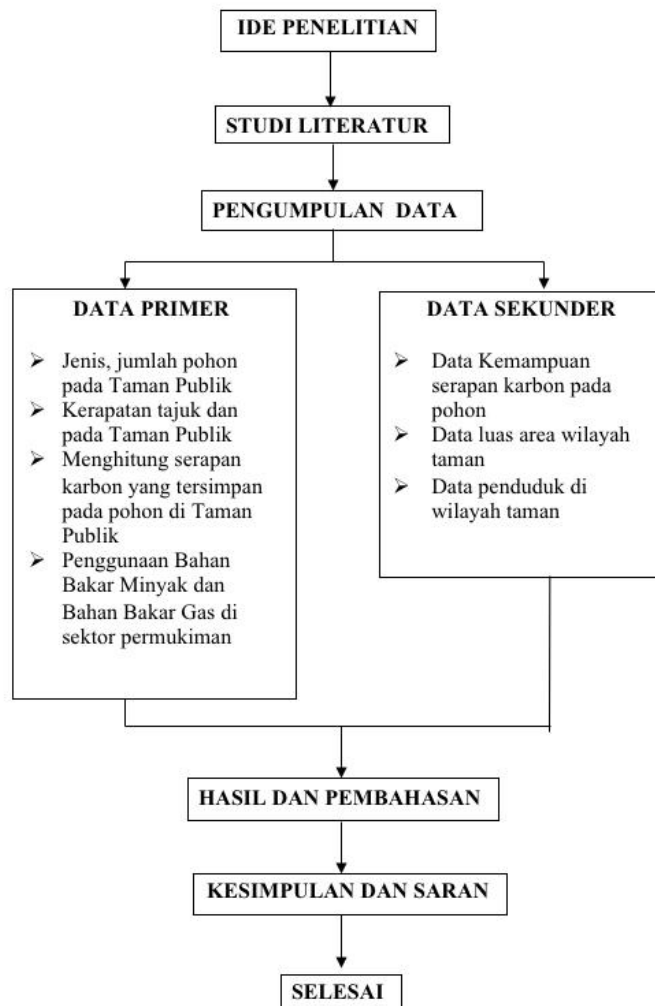 IDE PENELITIAN
STUDI LITERATUR
PENGUMPULAN DATA
DATA PRIMER
➢ Jenis, jumlah pohon
pada Taman Publik
➢ Kerapatan tajuk dan
pada Taman Publik
➢ Menghitung serapan
karbon yang tersimpan
pada pohon di Taman
Publik
➢ Penggunaan Bahan
Bakar Minyak dan
Bahan Bakar Gas di
sektor permukiman
DATA SEKUNDER
➢ Data Kemampuan
serapan karbon pada
pohon
➢ Data luas area wilayah
taman
➢ Data penduduk di
wilayah taman
HASIL DAN PEMBAHASAN
KESIMPULAN DAN SARAN
SELESAI